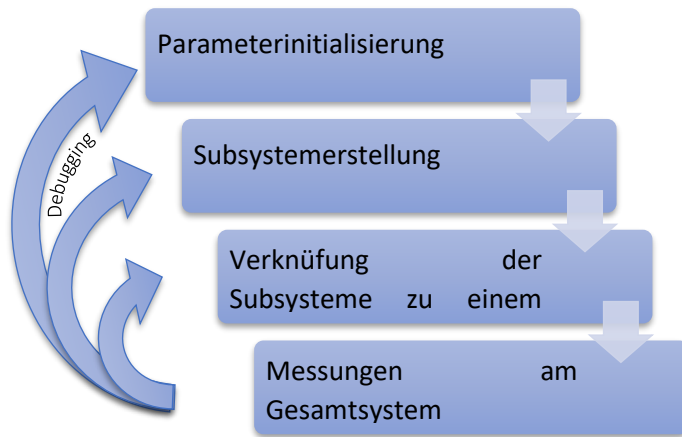 Parameterinitialisierung
Debugging
Subsystemerstellung
Verknüfung der
Subsysteme zu einem
Messungen am
Gesamtsystem